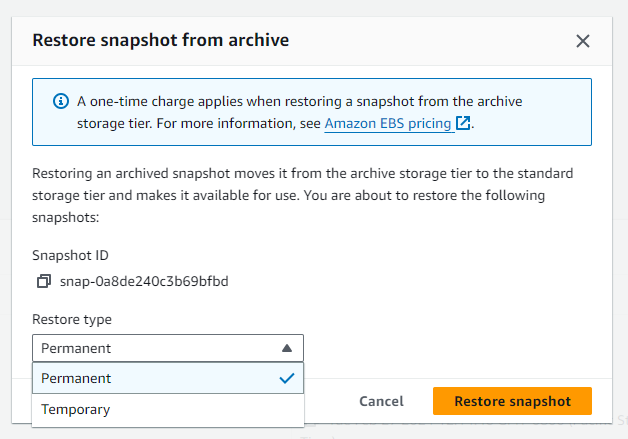 Restore snapshot from archive
A one-time charge applies when restoring a snapshot from the archive
storage tier. For more information, see Amazon EBS pricing.
Restoring an archived snapshot moves it from the archive storage tier to the standard
storage tier and makes it available for use. You are about to restore the following
snapshots:
Snapshot ID
snap-0a8de240c3b69bfbd
Restore type
Permanent
Permanent
Temporary
Cancel
Restore snapshot